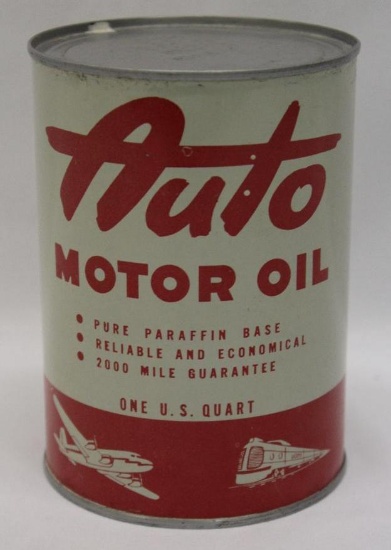 Auto
MOTOR OIL
• PURE PARAFFIN BASE
• RELIABLE AND ECONOMICAL
• 2000 MILE GUARANTEE
ONE U.S. QUART